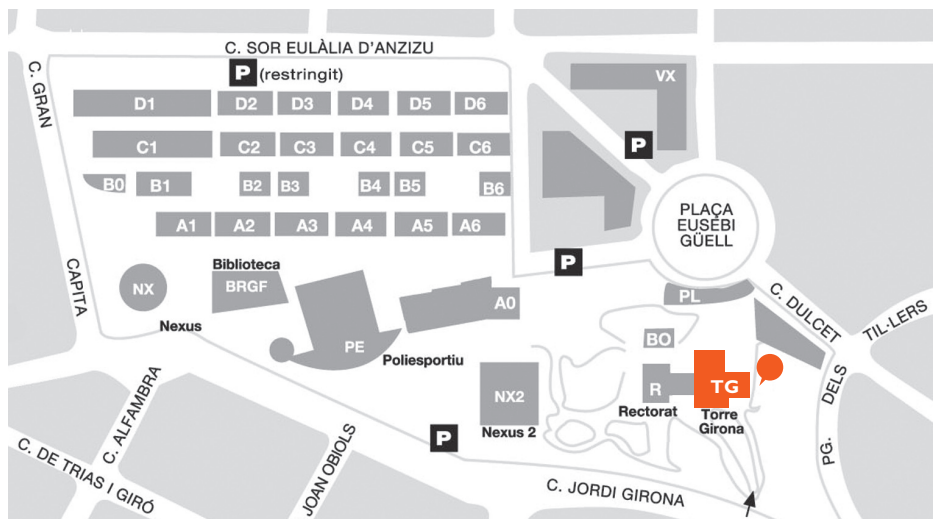 C. SOR EULÀLIA D'ANZIZU
P (restringit)
C. GRAN
CAPITA
D1 D2 D3 D4 D5 D6
VX
C1 C2 C3 C4 C5 C6
P
B0 B1 B2 B3 B4 B5 B6
A1 A2 A3 A4 A5 A6
PLAÇA
EUSEBI
GÜELL
P
Biblioteca
BRGF
NX
Nexus
A0
PL
C. DULCET
TIL·LERS
PE
Poliesportiu
BO
NX2
Nexus 2
R
Rectorat
TG
Torre
Girona
DELS
PG.
P
C. ALFAMBRA
C. DE TRIAS I GIRÓ
JOAN OBIOLS
C. JORDI GIRONA